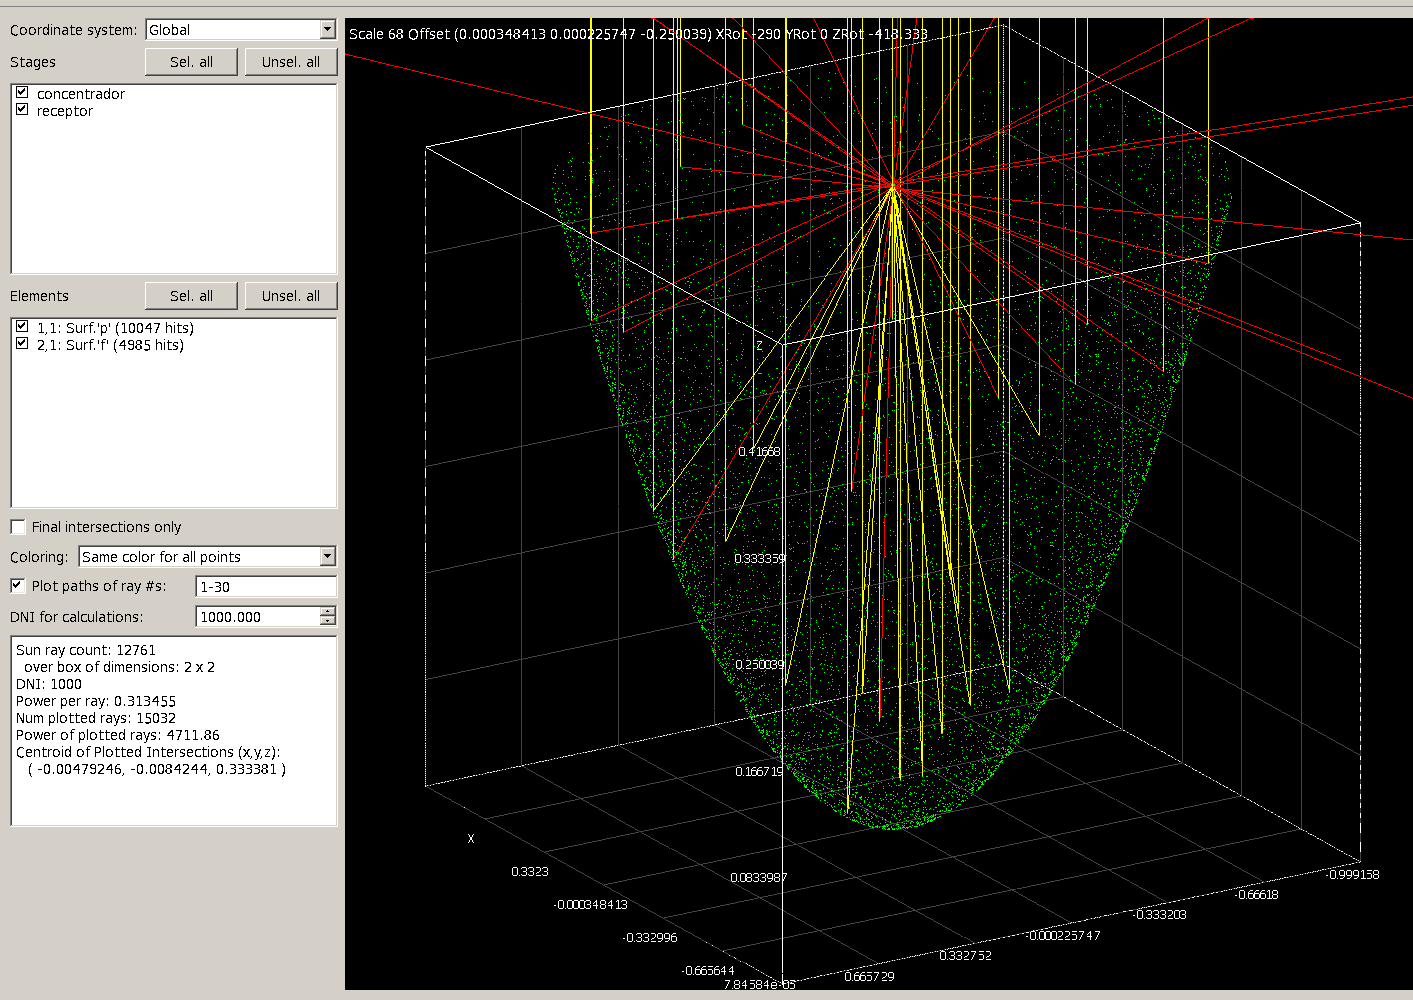 Coordinate system: Global
Stages Sel. all Unsel. all
concentrador
receptor
Elements Sel. all Unsel. all
1,1: Surf.'p' (10047 hits)
2,1: Surf.'f' (4985 hits)
Final intersections only
Coloring: Same color for all points
Plot paths of ray #s: 1-30
DNI for calculations: 1000.000
Sun ray count: 12761
over box of dimensions: 2 x 2
DNI: 1000
Power per ray: 0.313455
Num plotted rays: 15032
Power of plotted rays: 4711.86
Centroid of Plotted Intersections (x,y,z):
( -0.00479246, -0.0084244, 0.333381 )
Scale 68 Offset (0.000348413 0.000225747 -0.250039) XRot -290 YRot 0 ZRot -418.333
Z
0.41668
0.333359
0.250039
0.166719
0.0833987
7.84584e-05
X
0.3323
-0.000348413
-0.332996
-0.665644
0.665729
0.332752
-0.000225747
-0.333203
-0.66618
-0.999158